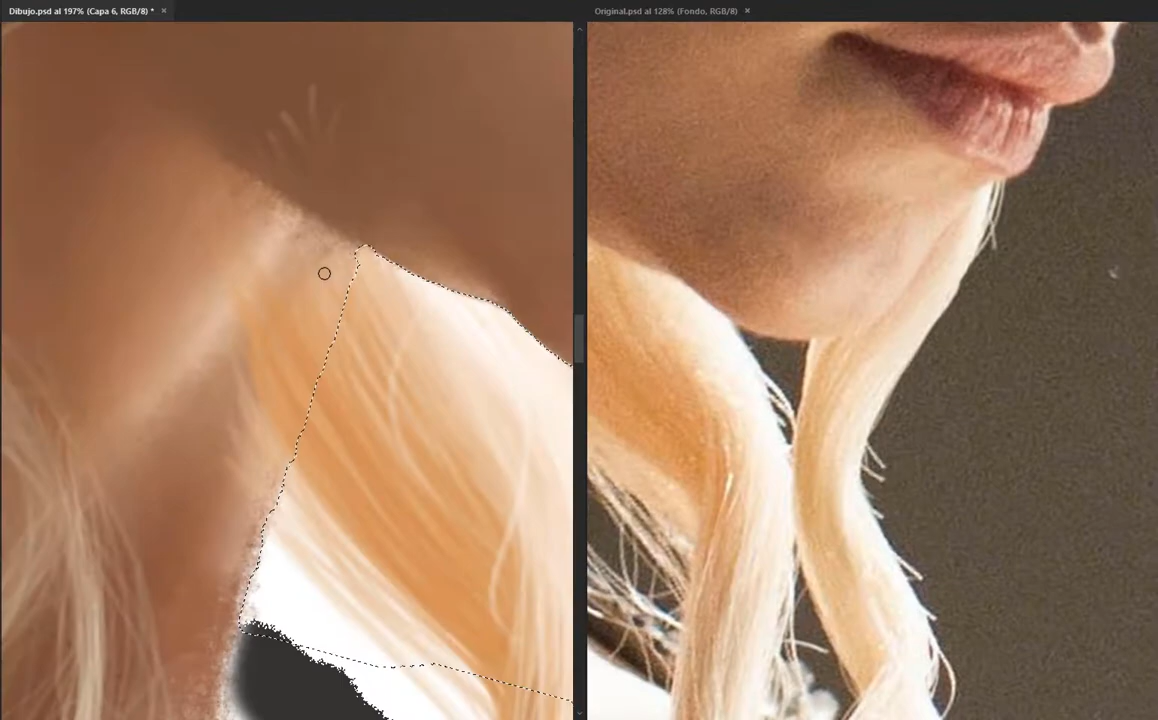 Dibujo.psd al 197% (Capa 6, RGB/8) * ×
Original.psd al 128% (Fondo, RGB/8) ×